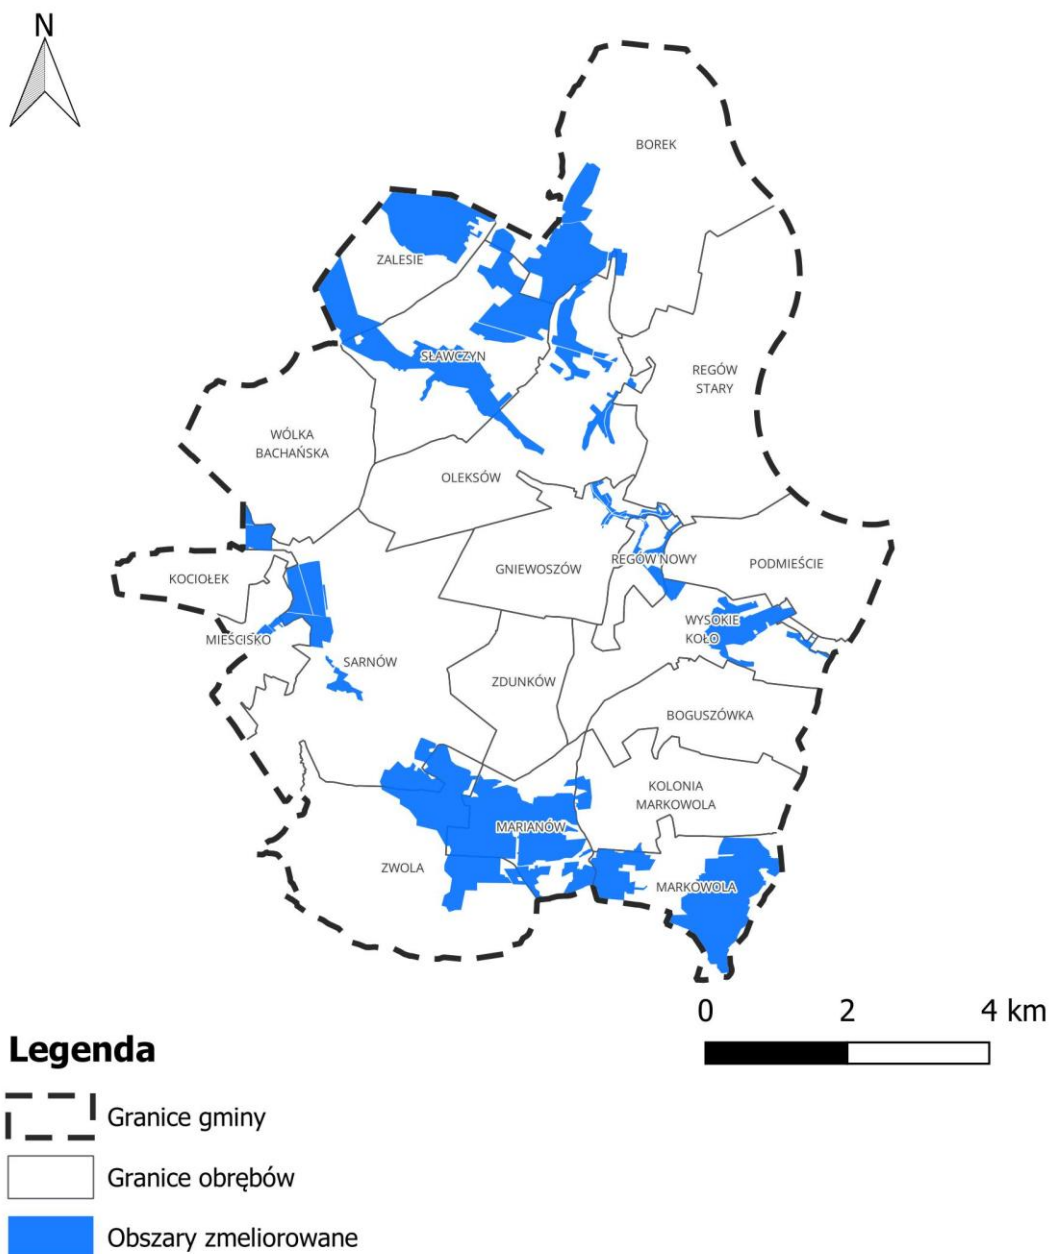 N
BOREK
ZALESIE
SŁAWCZYN
REGÓW
STARY
WÓLKA
BACHAŃSKA
OLEKSÓW
GNIEWOSZÓW
REGÓW NOWY
PODMIEŚCIE
KOCIOŁEK
MIEŚCISKO
SARNÓW
WYSOKIE
KOŁO
ZDUNKÓW
BOGUSZÓWKA
KOLONIA
MARKOWOLA
MARIANÓW
ZWOLA
MARKOWOLA
0 2 4 km
Legenda
Granice gminy
Granice obrębów
Obszary zmeliorowane